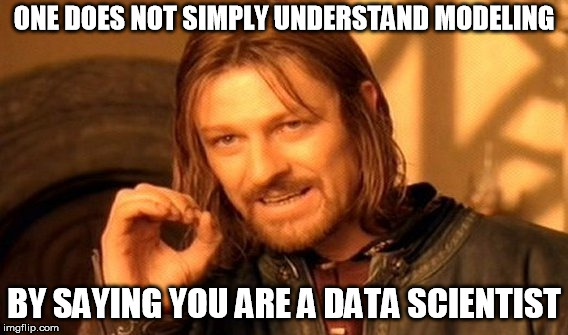 ONE DOES NOT SIMPLY UNDERSTAND MODELING
BY SAYING YOU ARE A DATA SCIENTIST
imgflip.com